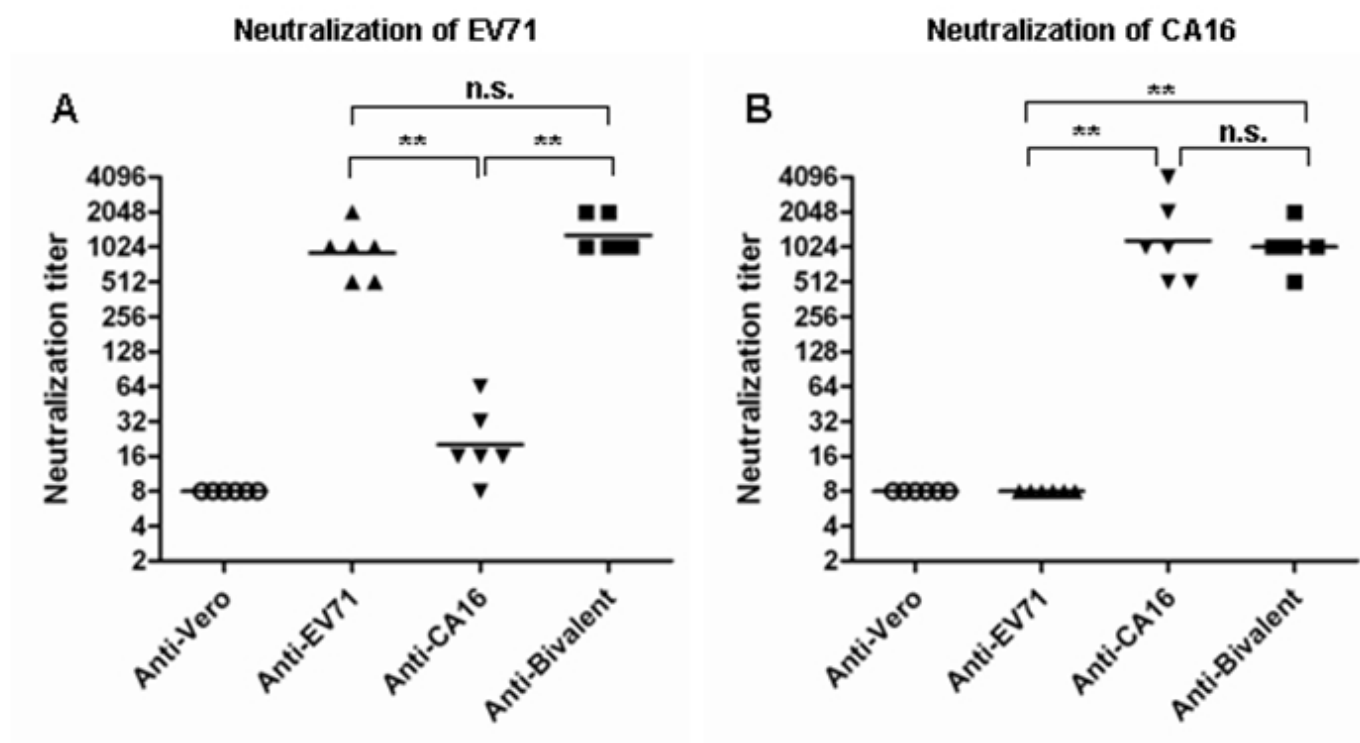 Neutralization of EV71
A
n.s.
**
**
Neutralization titer
4096
2048
1024
512
256
128
64
32
16
8
4
2
Anti-Vero
Anti-EV71
Anti-CA16
Anti-Bivalent
Neutralization of CA16
B
**
**
n.s.
Neutralization titer
4096
2048
1024
512
256
128
64
32
16
8
4
2
Anti-Vero
Anti-EV71
Anti-CA16
Anti-Bivalent